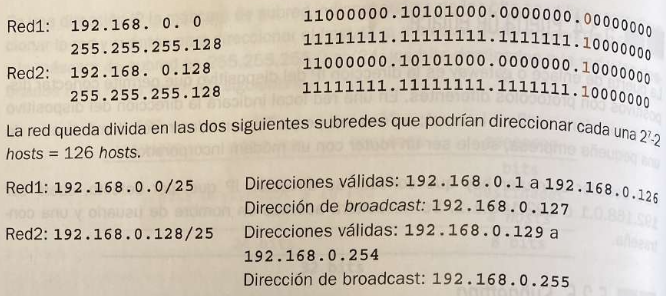 Red1: 192.168. 0. 0 11000000.10101000.0000000.00000000
255.255.255.128 11111111.11111111.1111111.10000000
Red2: 192.168. 0.128 11000000.10101000.0000000.10000000
255.255.255.128 11111111.11111111.1111111.10000000
La red queda divida en las dos siguientes subredes que podrían direccionar cada una 2⁷-2
hosts = 126 hosts.
Red1: 192.168.0.0/25 Direcciones válidas: 192.168.0.1 a 192.168.0.126
Dirección de broadcast: 192.168.0.127
Red2: 192.168.0.128/25 Direcciones válidas: 192.168.0.129 a
192.168.0.254
Dirección de broadcast: 192.168.0.255